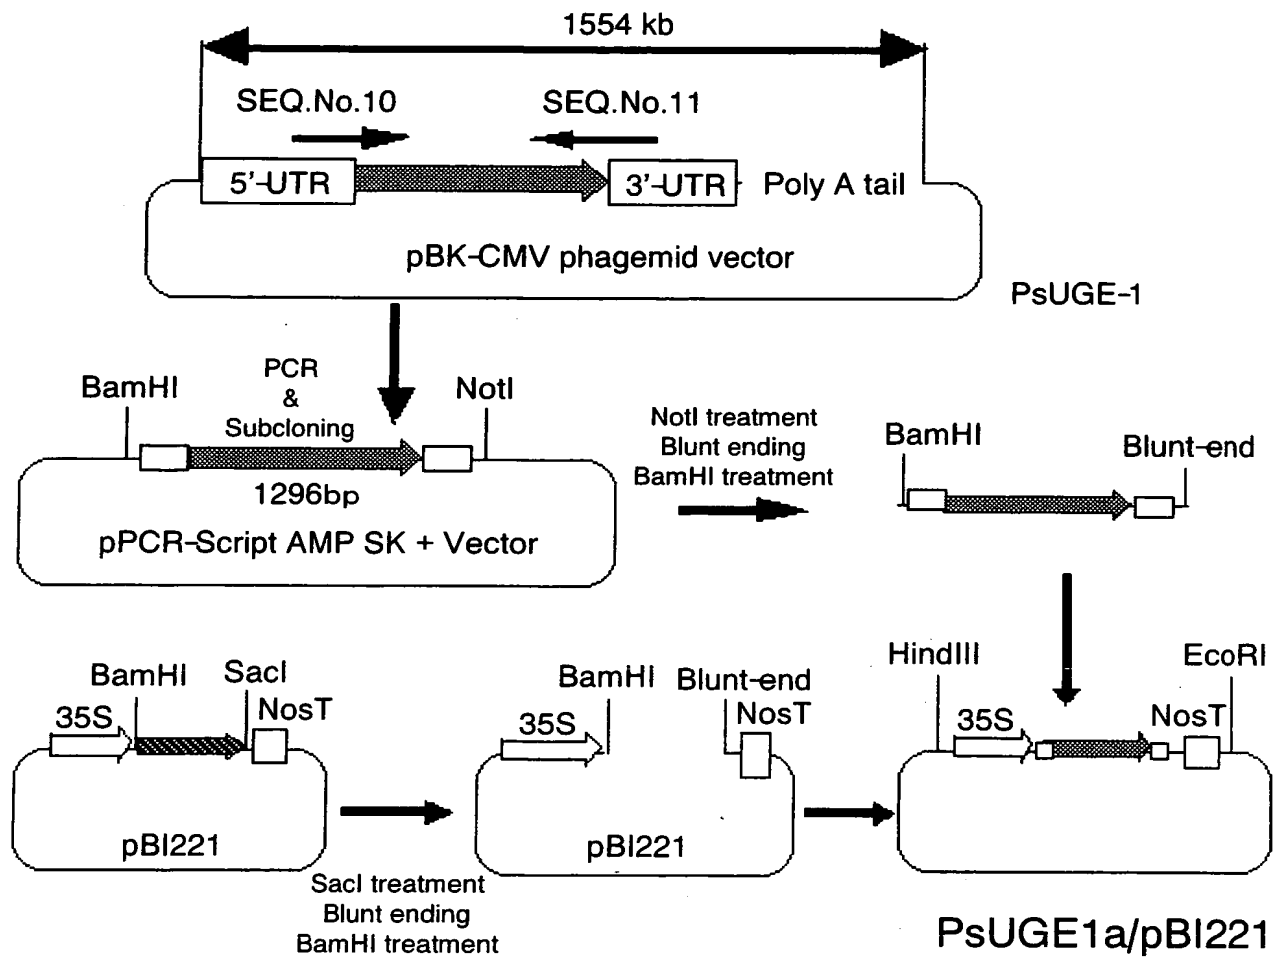 1554 kb
SEQ.No.10
SEQ.No.11
5'-UTR
3'-UTR
Poly A tail
pBK-CMV phagemid vector
PsUGE-1
PCR
&
Subcloning
BamHI
NotI
1296bp
pPCR-Script AMP SK + Vector
NotI treatment
Blunt ending
BamHI treatment
BamHI
Blunt-end
BamHI
SacI
35S
NosT
pBI221
SacI treatment
Blunt ending
BamHI treatment
BamHI
Blunt-end
35S
NosT
pBI221
HindIII
EcoRI
35S
NosT
PsUGE1a/pBI221